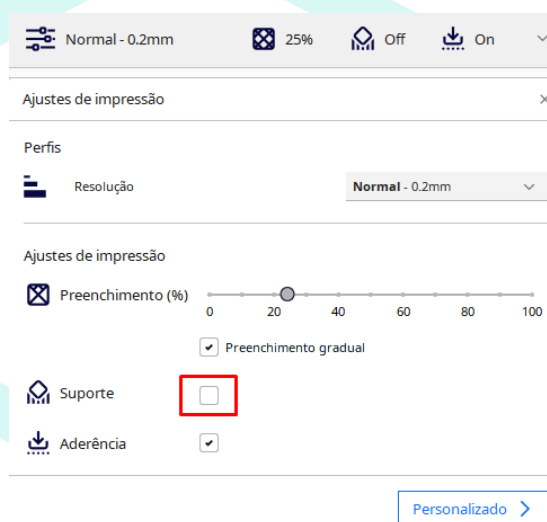 Normal - 0.2mm 25% Off On
Ajustes de impressão
Perfis
Resolução Normal - 0.2mm
Ajustes de impressão
Preenchimento (%)
0 20 40 60 80 100
Preenchimento gradual
Suporte
Aderência
Personalizado